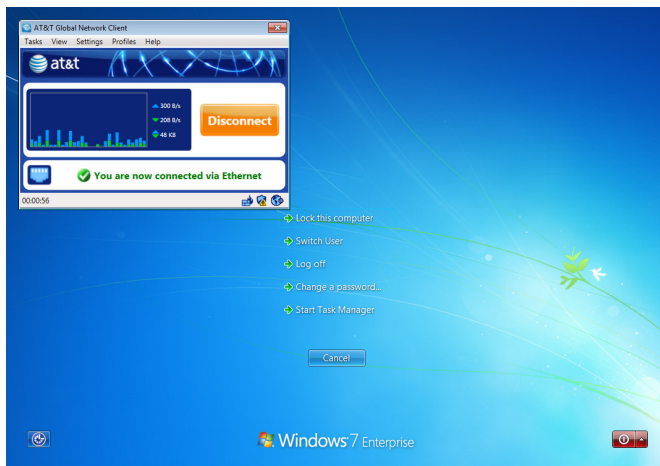 AT&T Global Network Client
Tasks View Settings Profiles Help
at&t
300 B/s
208 B/s
48 KB
Disconnect
You are now connected via Ethernet
00:00:56
Lock this computer
Switch User
Log off
Change a password...
Start Task Manager
Cancel
Windows 7 Enterprise